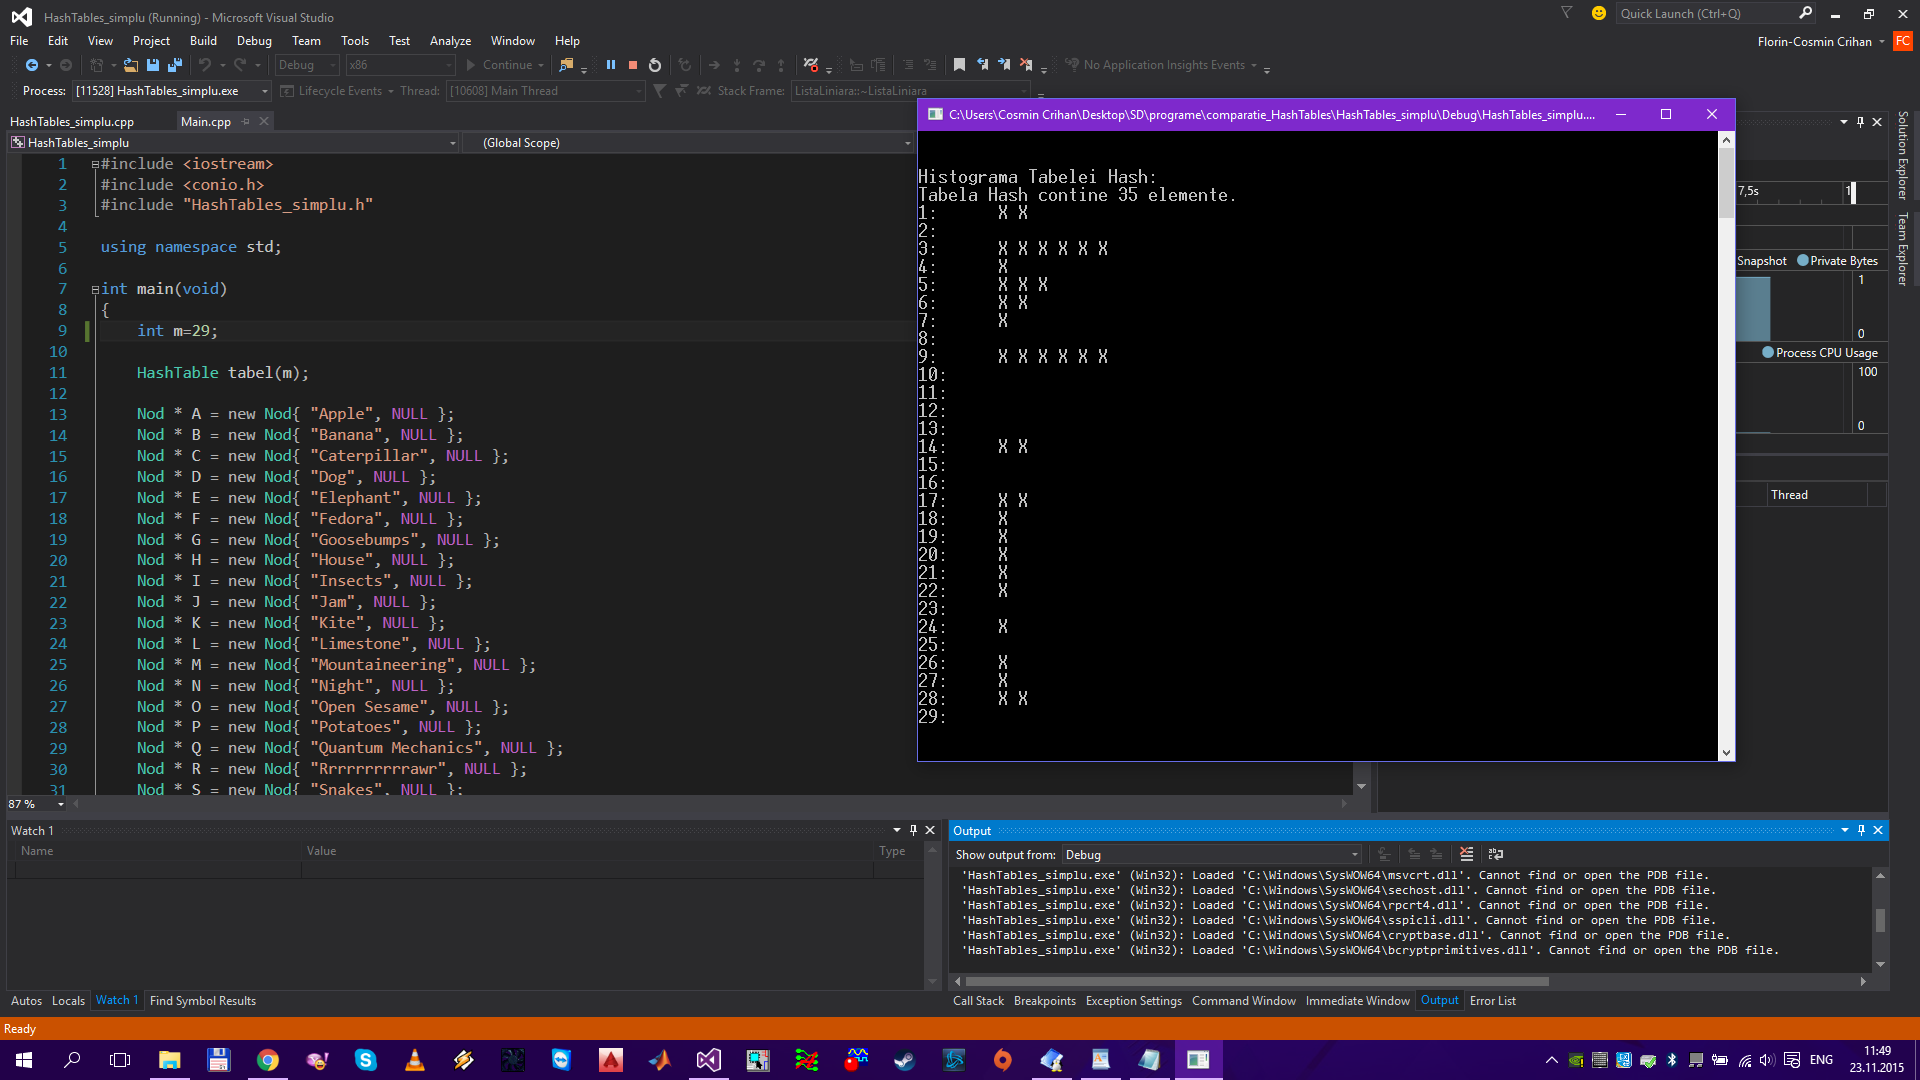 HashTables_simplu (Running) - Microsoft Visual Studio
Quick Launch (Ctrl+Q)
File Edit View Project Build Debug Team Tools Test Analyze Window Help
Florin-Cosmin Crihan FC
Debug x86 Continue No Application Insights Events
Process: [11528] HashTables_simplu.exe Lifecycle Events Thread: [10608] Main Thread Stack Frame: ListaLiniara::~ListaLiniara
HashTables_simplu.cpp Main.cpp
HashTables_simplu (Global Scope)
1 #include <iostream>
2 #include <conio.h>
3 #include "HashTables_simplu.h"
4
5 using namespace std;
6
7 int main(void)
8 {
9 int m=29;
10
11 HashTable tabel(m);
12
13 Nod * A = new Nod{ "Apple", NULL };
14 Nod * B = new Nod{ "Banana", NULL };
15 Nod * C = new Nod{ "Caterpillar", NULL };
16 Nod * D = new Nod{ "Dog", NULL };
17 Nod * E = new Nod{ "Elephant", NULL };
18 Nod * F = new Nod{ "Fedora", NULL };
19 Nod * G = new Nod{ "Goosebumps", NULL };
20 Nod * H = new Nod{ "House", NULL };
21 Nod * I = new Nod{ "Insects", NULL };
22 Nod * J = new Nod{ "Jam", NULL };
23 Nod * K = new Nod{ "Kite", NULL };
24 Nod * L = new Nod{ "Limestone", NULL };
25 Nod * M = new Nod{ "Mountaineering", NULL };
26 Nod * N = new Nod{ "Night", NULL };
27 Nod * O = new Nod{ "Open Sesame", NULL };
28 Nod * P = new Nod{ "Potatoes", NULL };
29 Nod * Q = new Nod{ "Quantum Mechanics", NULL };
30 Nod * R = new Nod{ "Rrrrrrrrrrawr", NULL };
31 Nod * S = new Nod{ "Snakes", NULL };
87 %
C:\Users\Cosmin Crihan\Desktop\SD\programe\comparatie_HashTables\HashTables_simplu\Debug\HashTables_simplu....
Histograma Tabelei Hash:
Tabela Hash contine 35 elemente.
1: X X
2:
3: X X X X X X
4: X
5: X X X
6: X X
7: X
8:
9: X X X X X X
10:
11:
12:
13:
14: X X
15:
16:
17: X X
18: X
19: X
20: X
21: X
22: X
23:
24: X
25:
26: X
27: X
28: X X
29:
7,5s 1
Snapshot Private Bytes
1
0
Process CPU Usage
100
0
Thread
Solution Explorer
Team Explorer
Watch 1
Name Value Type
Autos Locals Watch 1 Find Symbol Results
Output
Show output from: Debug
'HashTables_simplu.exe' (Win32): Loaded 'C:\Windows\SysWOW64\msvcrt.dll'. Cannot find or open the PDB file.
'HashTables_simplu.exe' (Win32): Loaded 'C:\Windows\SysWOW64\sechost.dll'. Cannot find or open the PDB file.
'HashTables_simplu.exe' (Win32): Loaded 'C:\Windows\SysWOW64\rpcrt4.dll'. Cannot find or open the PDB file.
'HashTables_simplu.exe' (Win32): Loaded 'C:\Windows\SysWOW64\sspicli.dll'. Cannot find or open the PDB file.
'HashTables_simplu.exe' (Win32): Loaded 'C:\Windows\SysWOW64\cryptbase.dll'. Cannot find or open the PDB file.
'HashTables_simplu.exe' (Win32): Loaded 'C:\Windows\SysWOW64\bcryptprimitives.dll'. Cannot find or open the PDB file.
Call Stack Breakpoints Exception Settings Command Window Immediate Window Output Error List
Ready
ENG
11:49
23.11.2015